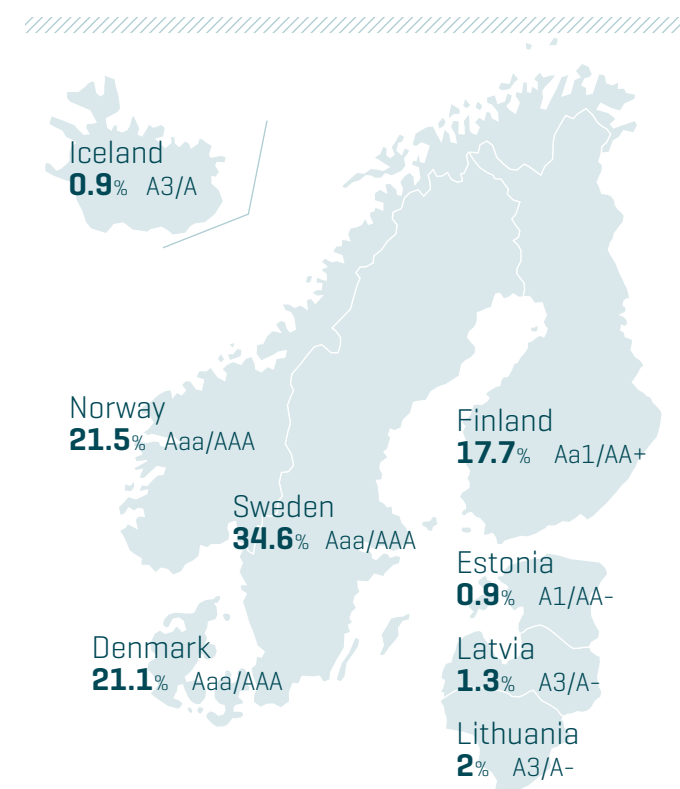 Iceland
0.9% A3/A
Norway
21.5% Aaa/AAA
Finland
17.7% Aa1/AA+
Sweden
34.6% Aaa/AAA
Estonia
0.9% A1/AA-
Denmark
21.1% Aaa/AAA
Latvia
1.3% A3/A-
Lithuania
2% A3/A-